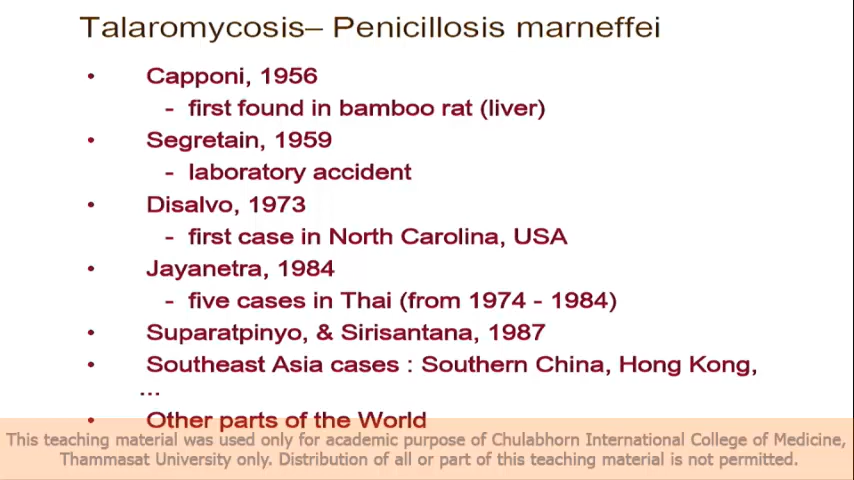 Talaromycosis– Penicillosis marneffei
• Capponi, 1956
- first found in bamboo rat (liver)
• Segretain, 1959
- laboratory accident
• Disalvo, 1973
- first case in North Carolina, USA
• Jayanetra, 1984
- five cases in Thai (from 1974 - 1984)
• Suparatpinyo, & Sirisantana, 1987
• Southeast Asia cases : Southern China, Hong Kong,
...
• Other parts of the World
This teaching material was used only for academic purpose of Chulabhorn International College of Medicine,
Thammasat University only. Distribution of all or part of this teaching material is not permitted.